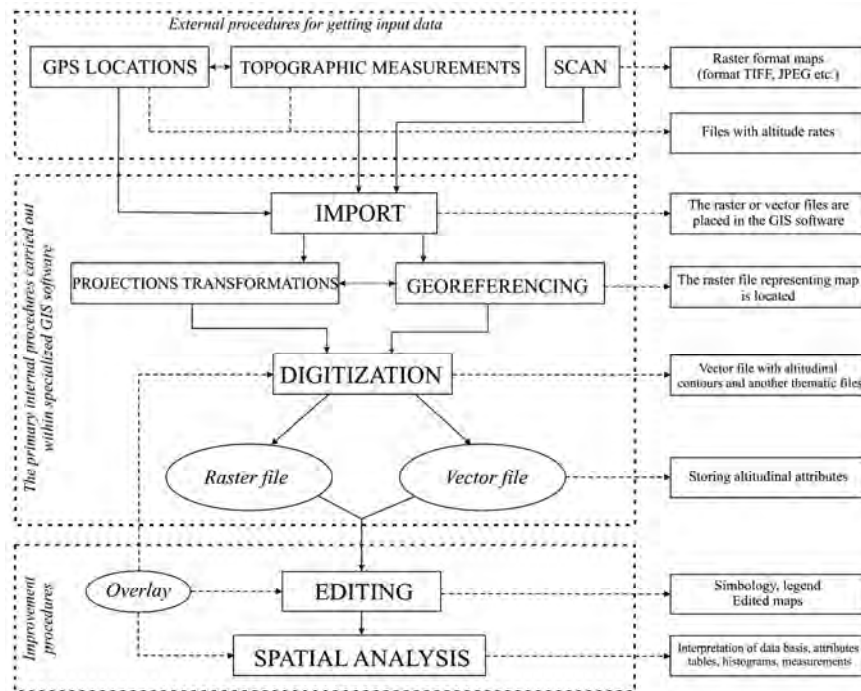 External procedures for getting input data
GPS LOCATIONS
TOPOGRAPHIC MEASUREMENTS
SCAN
Raster format maps
(format TIFF, JPEG etc.)
Files with altitude rates
The primary internal procedures carried out
within specialized GIS software
IMPORT
The raster or vector files are
placed in the GIS software
PROJECTIONS TRANSFORMATIONS
GEOREFERENCING
The raster file representing map
is located
DIGITIZATION
Vector file with altitudinal
contours and another thematic files
Raster file
Vector file
Storing altitudinal attributes
Improvement
procedures
Overlay
EDITING
Simbology, legend
Edited maps
SPATIAL ANALYSIS
Interpretation of data basis, attributes
tables, histograms, measurements